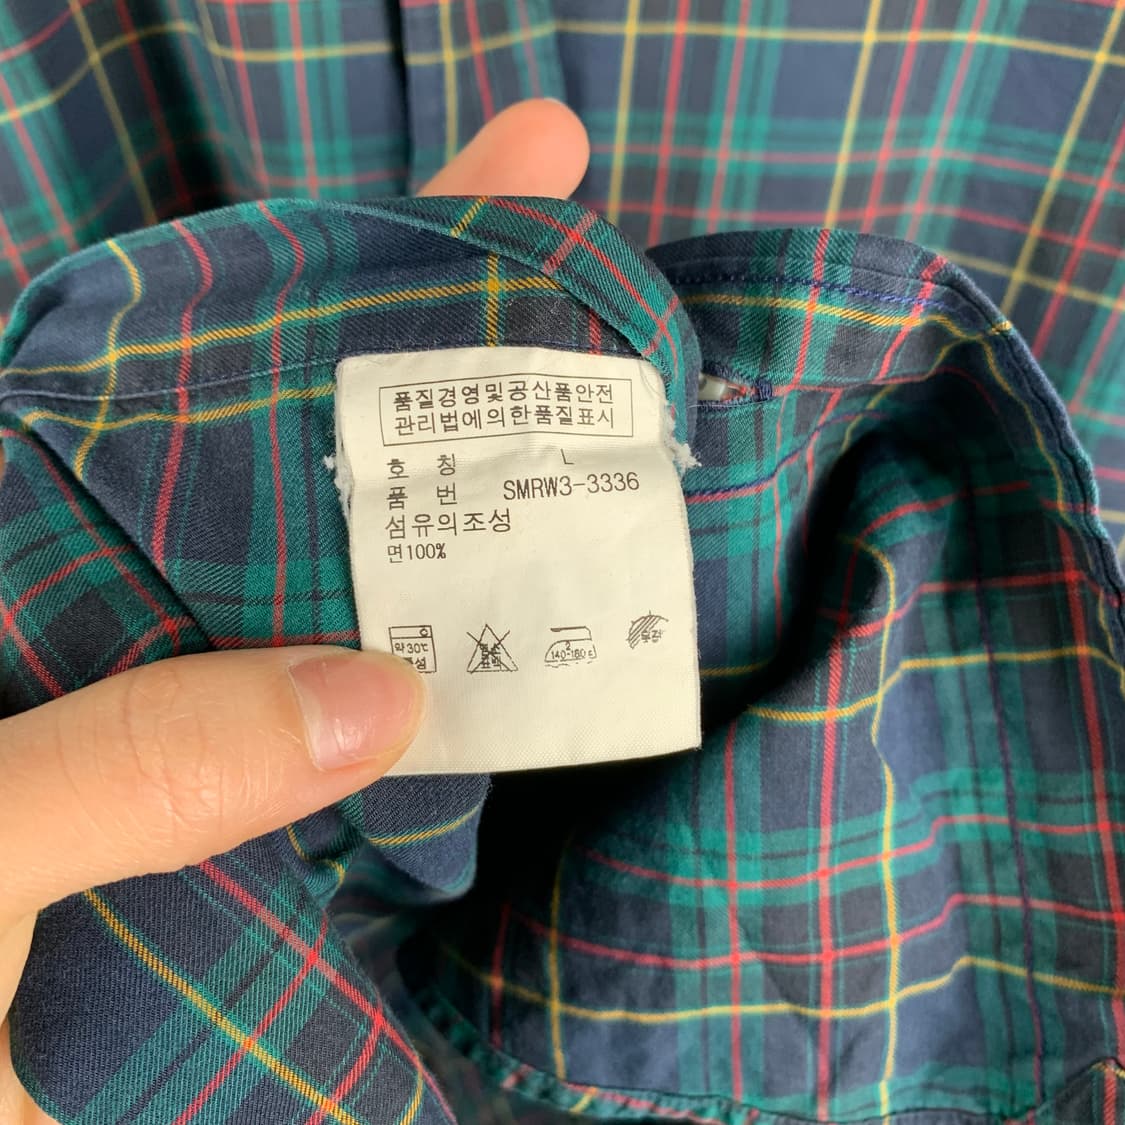 품질경영및공산품안전
관리법에의한품질표시
호 칭 L
품 번 SMRW3-3336
섬유의조성
면100%
약30℃
140~160℃